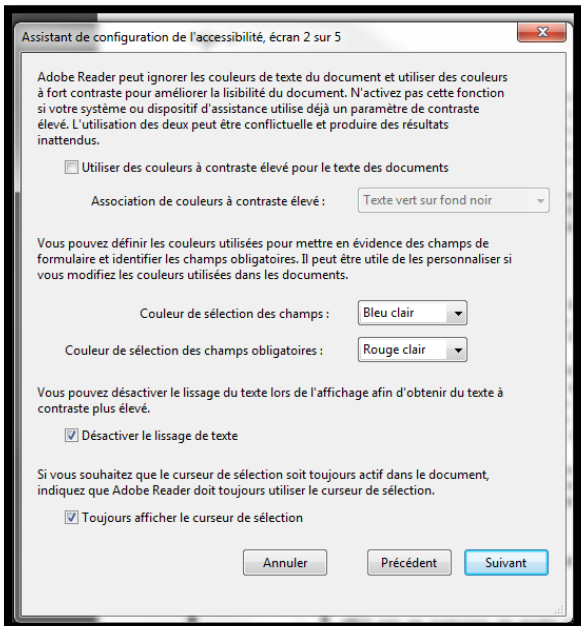 Assistant de configuration de l'accessibilité, écran 2 sur 5
Adobe Reader peut ignorer les couleurs de texte du document et utiliser des couleurs
à fort contraste pour améliorer la lisibilité du document. N'activez pas cette fonction
si votre système ou dispositif d'assistance utilise déjà un paramètre de contraste
élevé. L'utilisation des deux peut être conflictuelle et produire des résultats
inattendus.
Utiliser des couleurs à contraste élevé pour le texte des documents
Association de couleurs à contraste élevé : Texte vert sur fond noir
Vous pouvez définir les couleurs utilisées pour mettre en évidence des champs de
formulaire et identifier les champs obligatoires. Il peut être utile de les personnaliser si
vous modifiez les couleurs utilisées dans les documents.
Couleur de sélection des champs : Bleu clair
Couleur de sélection des champs obligatoires : Rouge clair
Vous pouvez désactiver le lissage du texte lors de l'affichage afin d'obtenir du texte à
contraste plus élevé.
Désactiver le lissage de texte
Si vous souhaitez que le curseur de sélection soit toujours actif dans le document,
indiquez que Adobe Reader doit toujours utiliser le curseur de sélection.
Toujours afficher le curseur de sélection
Annuler Précédent Suivant